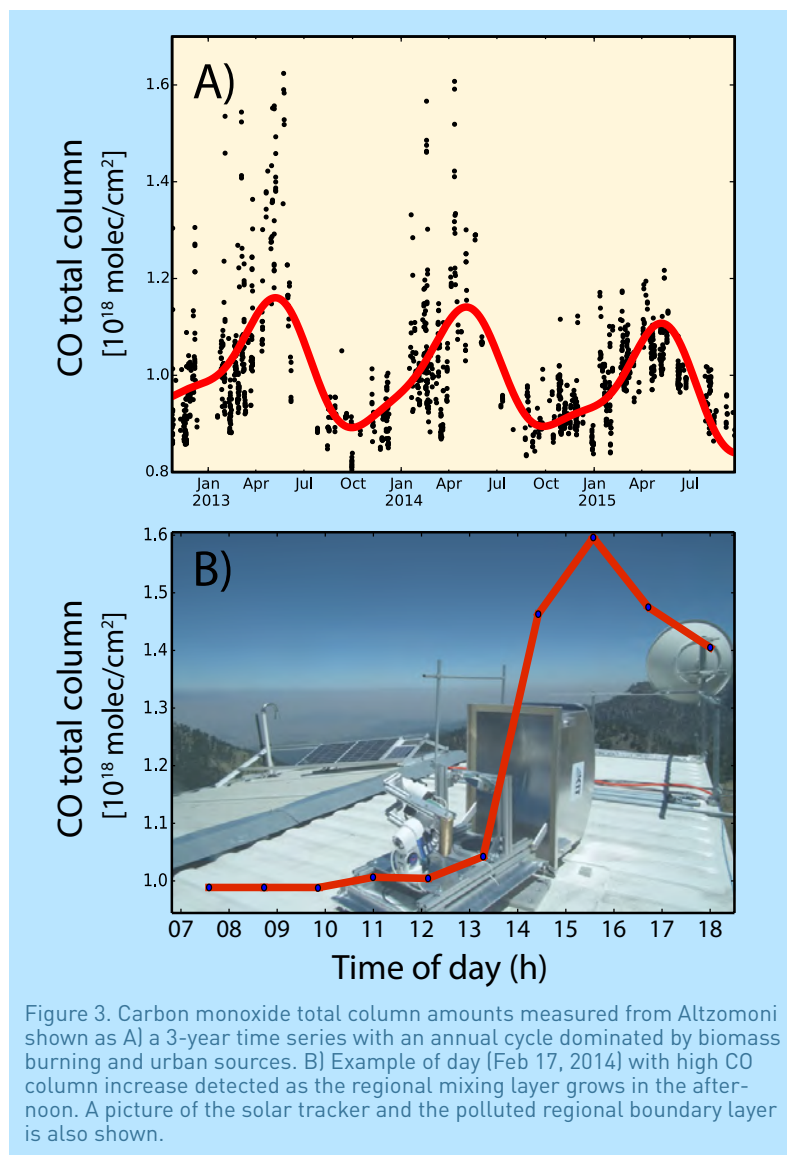 A)
CO total column
[10¹⁸ molec/cm²]
1.6
1.4
1.2
1.0
0.8
Jan Apr Jul Oct Jan Apr Jul Oct Jan Apr Jul
2013 2014 2015
B)
CO total column
[10¹⁸ molec/cm²]
1.6
1.5
1.4
1.3
1.2
1.1
1.0
07 08 09 10 11 12 13 14 15 16 17 18
Time of day (h)
Figure 3. Carbon monoxide total column amounts measured from Altzomoni
shown as A) a 3-year time series with an annual cycle dominated by biomass
burning and urban sources. B) Example of day (Feb 17, 2014) with high CO
column increase detected as the regional mixing layer grows in the after-
noon. A picture of the solar tracker and the polluted regional boundary layer
is also shown.